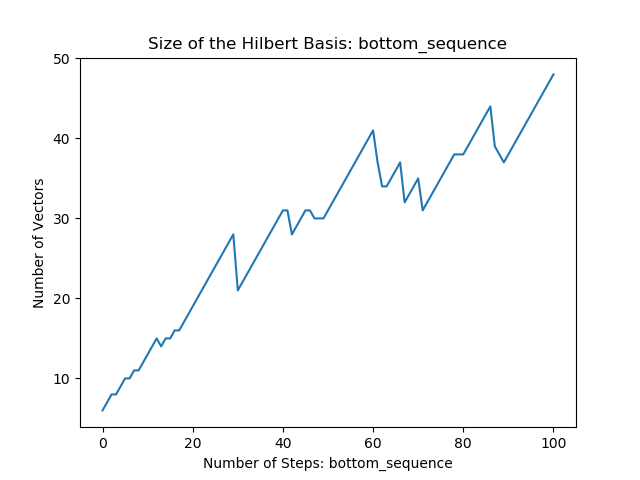 Size of the Hilbert Basis: bottom_sequence
50
40
30
20
10
Number of Vectors
0 20 40 60 80 100
Number of Steps: bottom_sequence